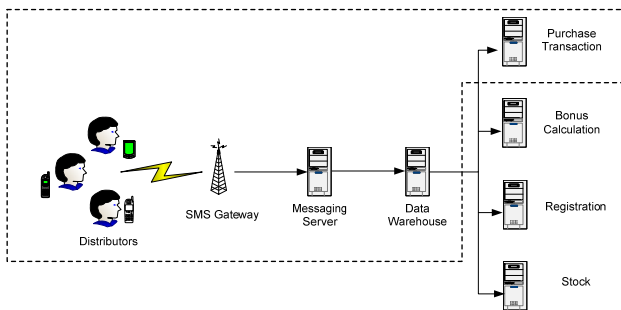 Purchase
Transaction
Bonus
Calculation
SMS Gateway
Messaging
Server
Data
Warehouse
Registration
Distributors
Stock